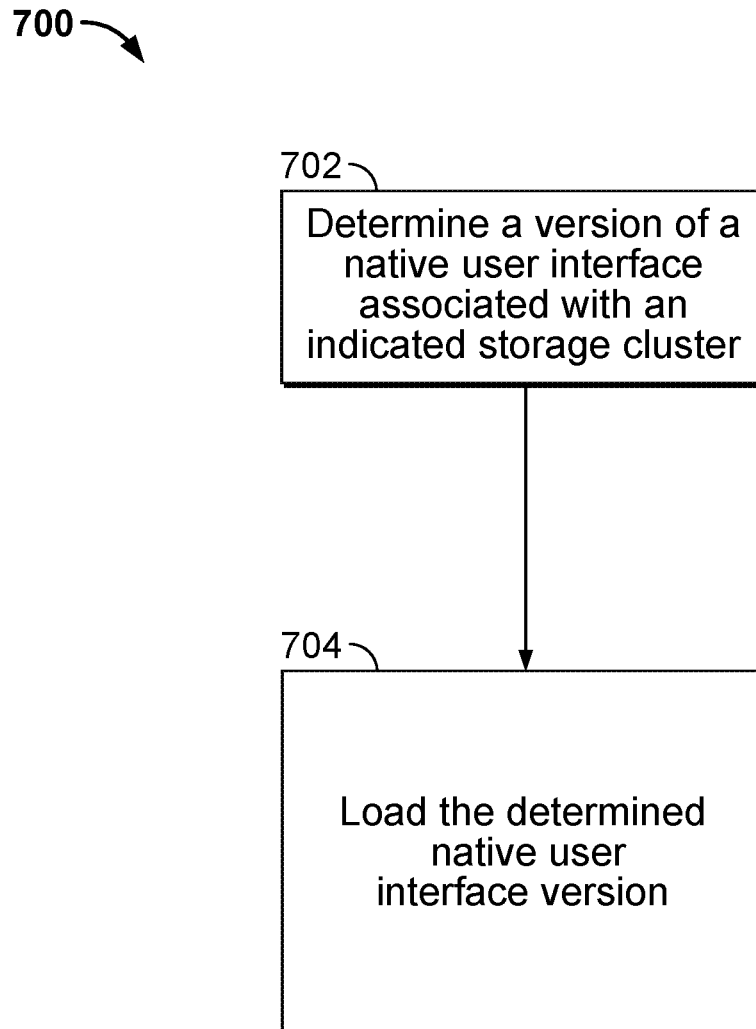 700
702
Determine a version of a
native user interface
associated with an
indicated storage cluster
704
Load the determined
native user
interface version